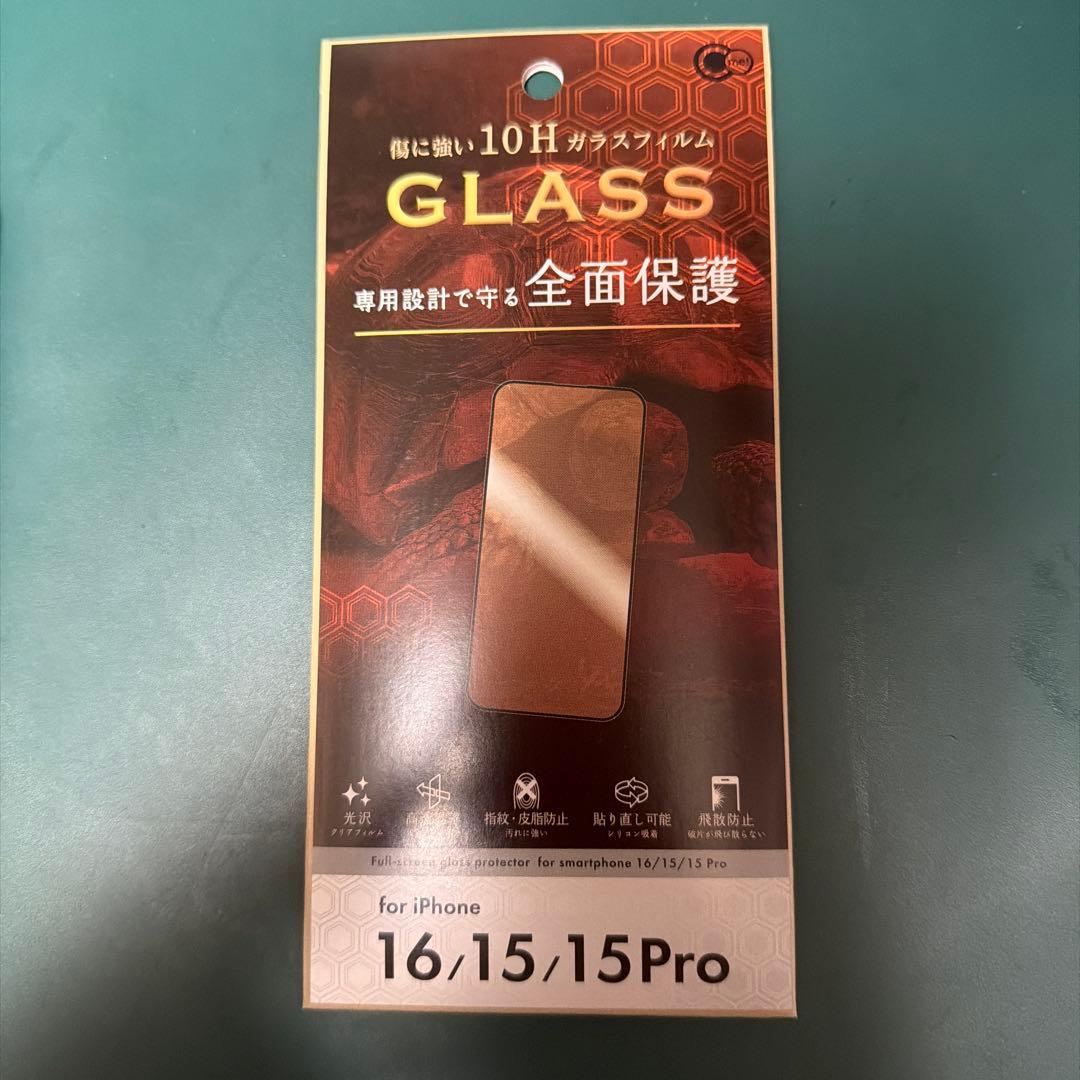 me!
傷に強い10Hガラスフィルム
GLASS
専用設計で守る全面保護
光沢
クリアフィルム
指紋・皮脂防止
汚れに強い
貼り直し可能
シリコン吸着
飛散防止
破片が飛び散らない
Full-screen glass protector for smartphone 16/15/15 Pro
for iPhone
16/15/15Pro